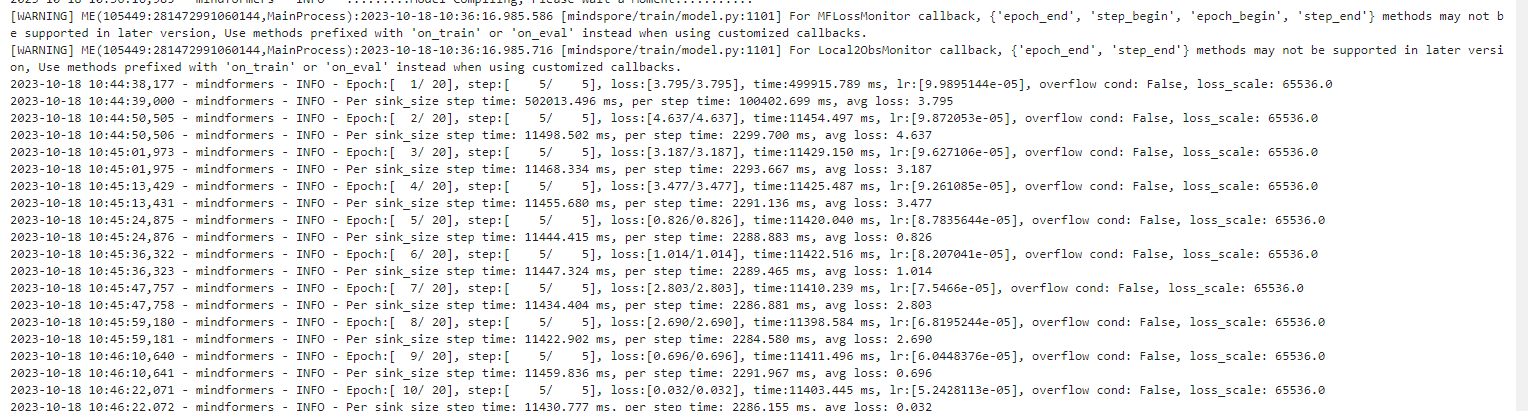 [WARNING] ME(105449:281472991060144,MainProcess):2023-10-18-10:36:16.985.586 [mindspore/train/model.py:1101] For MFLossMonitor callback, {'epoch_end', 'step_begin', 'epoch_begin', 'step_end'} methods may not b
e supported in later version, Use methods prefixed with 'on_train' or 'on_eval' instead when using customized callbacks.
[WARNING] ME(105449:281472991060144,MainProcess):2023-10-18-10:36:16.985.716 [mindspore/train/model.py:1101] For Local2ObsMonitor callback, {'epoch_end', 'step_end'} methods may not be supported in later versi
on, Use methods prefixed with 'on_train' or 'on_eval' instead when using customized callbacks.
2023-10-18 10:44:38,177 - mindformers - INFO - Epoch:[  1/ 20], step:[    5/    5], loss:[3.795/3.795], time:499915.789 ms, lr:[9.9895144e-05], overflow cond: False, loss_scale: 65536.0
2023-10-18 10:44:39,000 - mindformers - INFO - Per sink_size step time: 502013.496 ms, per step time: 100402.699 ms, avg loss: 3.795
2023-10-18 10:44:50,505 - mindformers - INFO - Epoch:[  2/ 20], step:[    5/    5], loss:[4.637/4.637], time:11454.497 ms, lr:[9.872053e-05], overflow cond: False, loss_scale: 65536.0
2023-10-18 10:44:50,506 - mindformers - INFO - Per sink_size step time: 11498.502 ms, per step time: 2299.700 ms, avg loss: 4.637
2023-10-18 10:45:01,973 - mindformers - INFO - Epoch:[  3/ 20], step:[    5/    5], loss:[3.187/3.187], time:11429.150 ms, lr:[9.627106e-05], overflow cond: False, loss_scale: 65536.0
2023-10-18 10:45:01,975 - mindformers - INFO - Per sink_size step time: 11468.334 ms, per step time: 2293.667 ms, avg loss: 3.187
2023-10-18 10:45:13,429 - mindformers - INFO - Epoch:[  4/ 20], step:[    5/    5], loss:[3.477/3.477], time:11425.487 ms, lr:[9.261085e-05], overflow cond: False, loss_scale: 65536.0
2023-10-18 10:45:13,431 - mindformers - INFO - Per sink_size step time: 11455.680 ms, per step time: 2291.136 ms, avg loss: 3.477
2023-10-18 10:45:24,875 - mindformers - INFO - Epoch:[  5/ 20], step:[    5/    5], loss:[0.826/0.826], time:11420.040 ms, lr:[8.7835644e-05], overflow cond: False, loss_scale: 65536.0
2023-10-18 10:45:24,876 - mindformers - INFO - Per sink_size step time: 11444.415 ms, per step time: 2288.883 ms, avg loss: 0.826
2023-10-18 10:45:36,322 - mindformers - INFO - Epoch:[  6/ 20], step:[    5/    5], loss:[1.014/1.014], time:11422.516 ms, lr:[8.207041e-05], overflow cond: False, loss_scale: 65536.0
2023-10-18 10:45:36,323 - mindformers - INFO - Per sink_size step time: 11447.324 ms, per step time: 2289.465 ms, avg loss: 1.014
2023-10-18 10:45:47,757 - mindformers - INFO - Epoch:[  7/ 20], step:[    5/    5], loss:[2.803/2.803], time:11410.239 ms, lr:[7.5466e-05], overflow cond: False, loss_scale: 65536.0
2023-10-18 10:45:47,758 - mindformers - INFO - Per sink_size step time: 11434.404 ms, per step time: 2286.881 ms, avg loss: 2.803
2023-10-18 10:45:59,180 - mindformers - INFO - Epoch:[  8/ 20], step:[    5/    5], loss:[2.690/2.690], time:11398.584 ms, lr:[6.8195244e-05], overflow cond: False, loss_scale: 65536.0
2023-10-18 10:45:59,181 - mindformers - INFO - Per sink_size step time: 11422.902 ms, per step time: 2284.580 ms, avg loss: 2.690
2023-10-18 10:46:10,640 - mindformers - INFO - Epoch:[  9/ 20], step:[    5/    5], loss:[0.696/0.696], time:11411.496 ms, lr:[6.0448376e-05], overflow cond: False, loss_scale: 65536.0
2023-10-18 10:46:10,641 - mindformers - INFO - Per sink_size step time: 11459.836 ms, per step time: 2291.967 ms, avg loss: 0.696
2023-10-18 10:46:22,071 - mindformers - INFO - Epoch:[ 10/ 20], step:[    5/    5], loss:[0.032/0.032], time:11403.445 ms, lr:[5.2428113e-05], overflow cond: False, loss_scale: 65536.0
2023-10-18 10:46:22,072 - mindformers - INFO - Per sink_size step time: 11430.777 ms, per step time: 2286.155 ms, avg loss: 0.032